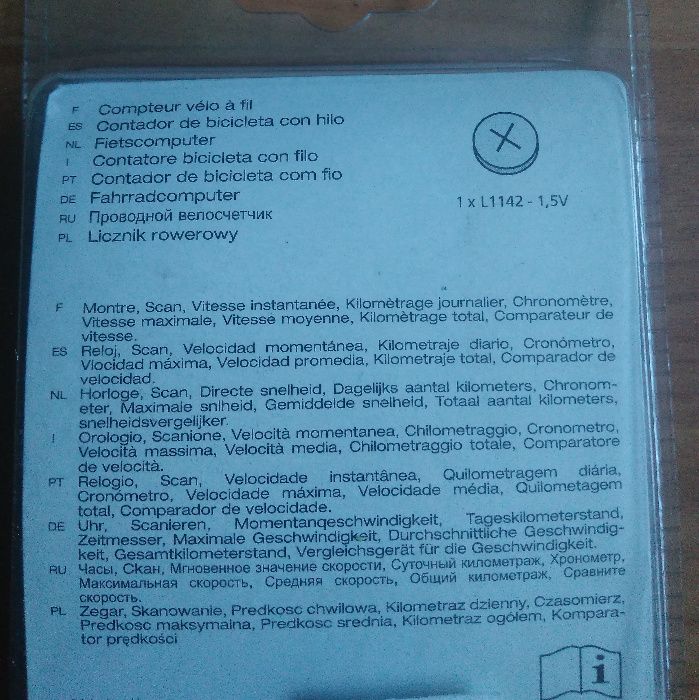 F Compteur vélo à fil
ES Contador de bicicleta con hilo
NL Fietscomputer
I Contatore bicicletta con filo
PT Contador de bicicleta com fio
DE Fahrradcomputer
RU Проводной велосчетчик
PL Licznik rowerowy
1 x L1142 - 1,5V
F Montre, Scan, Vitesse instantanée, Kilomètrage journalier, Chronomètre,
Vitesse maximale, Vitesse moyenne, Kilomètrage total, Comparateur de
vitesse.
ES Reloj, Scan, Velocidad momentánea, Kilometraje diario, Cronómetro,
Vlocidad máxima, Velocidad promedia, Kilometraje total, Comparador de
velocidad.
NL Horloge, Scan, Directe snelheid, Dagelijks aantal kilometers, Chronom-
eter, Maximale snlheid, Gemiddelde snelheid, Totaal aantal kilometers,
snelheidsvergelijker.
I Orologio, Scanione, Velocità momentanea, Chilometraggio, Cronometro,
Velocità massima, Velocità media, Chilometraggio totale, Comparatore
de velocità.
PT Relogio, Scan, Velocidade instantânea, Quilometragem diária,
Cronómetro, Velocidade máxima, Velocidade média, Quilometagem
total, Comparador de velocidade.
DE Uhr, Scanieren, Momentanqeschwindigkeit, Tageskilometerstand,
Zeitmesser, Maximale Geschwindigkeit, Durchschnittliche Geschwindig-
keit, Gesamtkilometerstand, Vergleichsgerät für die Geschwindigkeit.
RU Часы, Скан, Мгновенное значение скорости, Суточный километраж, Хронометр,
Максимальная скорость, Средняя скорость, Общий километраж, Сравните
скорость.
PL Zegar, Skanowanie, Predkosc chwilowa, Kilometraz dzienny, Czasomierz,
Predkosc maksymalna, Predkosc srednia, Kilometraz ogólem, Kompara-
tor prędkości
i